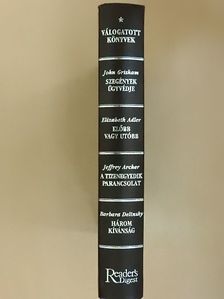 *
VÁLOGATOTT
KÖNYVEK
John Grisham
SZEGÉNYEK
ÜGYVÉDJE
Elizabeth Adler
ELŐBB
VAGY UTÓBB
Jeffrey Archer
A TIZENEGYEDIK
PARANCSOLAT
Barbara Delinsky
HÁROM
KÍVÁNSÁG
Reader's
Digest